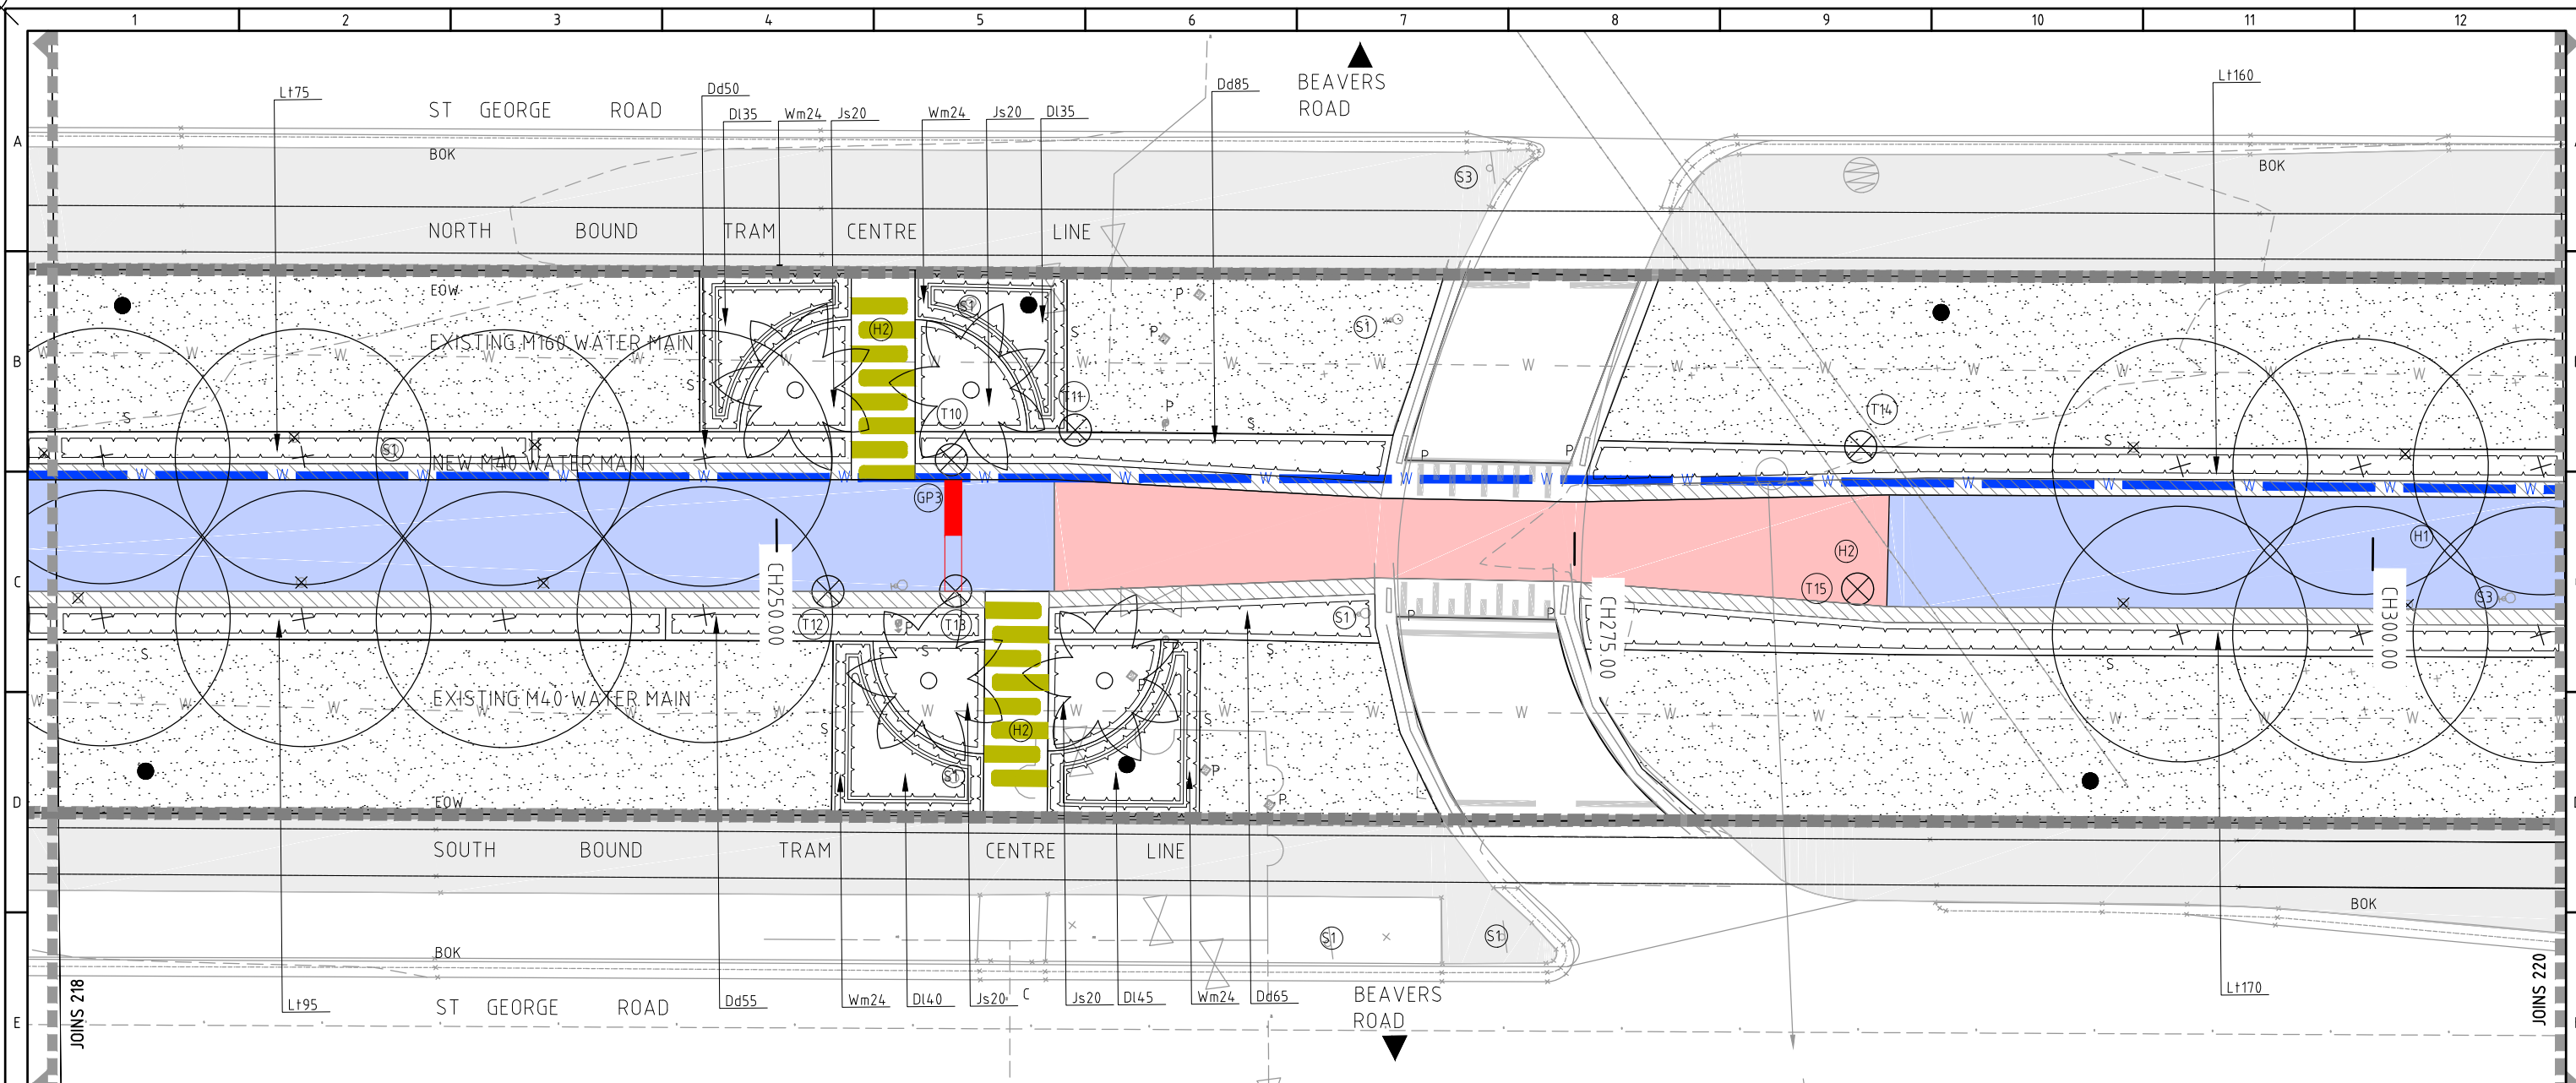 1 2 3 4 5 6 7 8 9 10 11 12
Lt75
Dd50
Dd85
BEAVERS
ROAD
Lt160
ST GEORGE ROAD
Dl35 Wm24 Js20 Wm24 Js20 Dl35
A
BOK
BOK
S3
NORTH BOUND TRAM CENTRE LINE
EOW
P
S1
H2
S1
S
P
EXISTING M160 WATER MAIN
W W W W W W W W W W W W W W W W
B
S
T11
T10
P
T14
S
S
S
S1
P
P
NEW M40 WATER MAIN
W W W W W W W W W W W W W W W W W W
GP3
H1
H2
C
CH250.00
CH275.00
CH300.00
T15
S3
T12
P
T13
S1
P
P
S
S
P
S
S
P
EXISTING M40 WATER MAIN
W W W W W W W W W W W W W W W W W
S
S
H2
S1
P
P
D
EOW
SOUTH BOUND TRAM CENTRE LINE
BOK
S1
S1
BOK
JOINS 218
JOINS 220
Lt95
Dd55
Wm24
Dl40
Js20
C
Js20
Dl45
Wm24
Dd65
BEAVERS
ROAD
Lt170
ST GEORGE ROAD
E